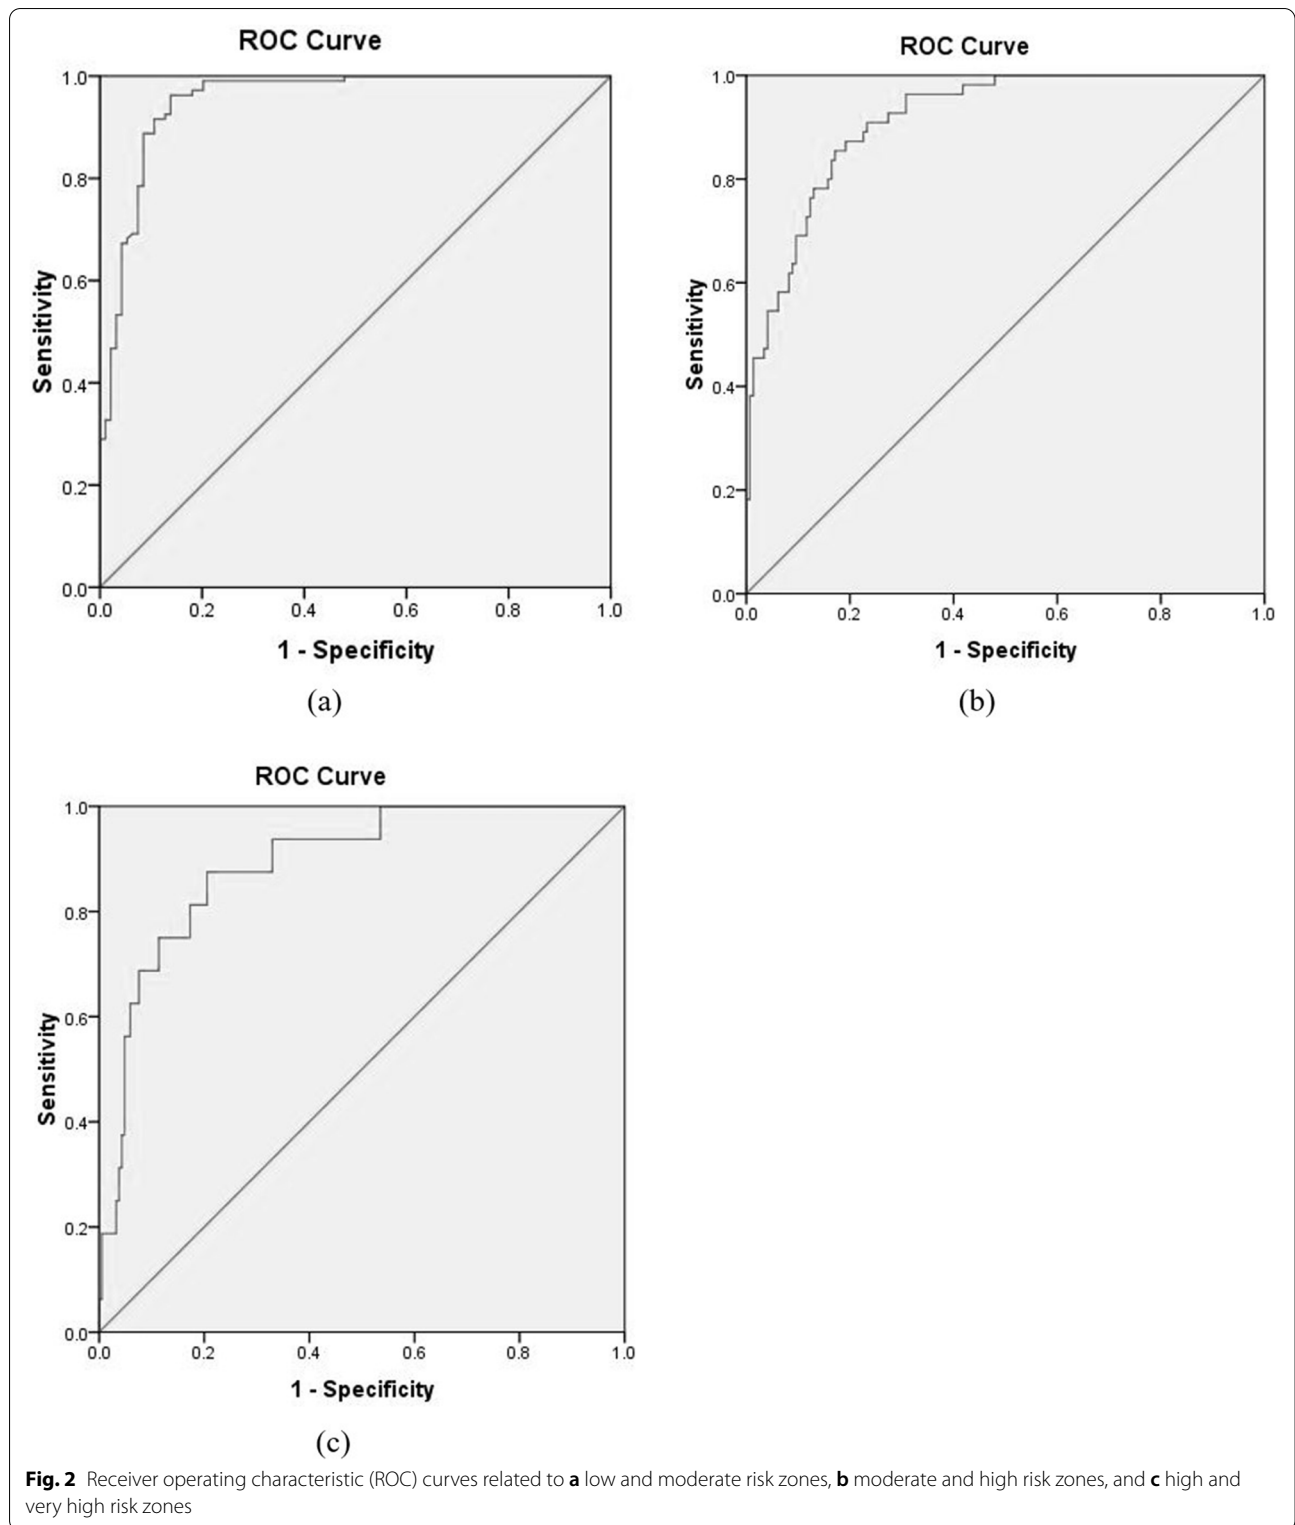 ROC Curve
1.0
0.8
0.6
0.4
0.2
0.0
Sensitivity
0.0 0.2 0.4 0.6 0.8 1.0
1 - Specificity
(a)
ROC Curve
1.0
0.8
0.6
0.4
0.2
0.0
Sensitivity
0.0 0.2 0.4 0.6 0.8 1.0
1 - Specificity
(b)
ROC Curve
1.0
0.8
0.6
0.4
0.2
0.0
Sensitivity
0.0 0.2 0.4 0.6 0.8 1.0
1 - Specificity
(c)
Fig. 2 Receiver operating characteristic (ROC) curves related to a low and moderate risk zones, b moderate and high risk zones, and c high and
very high risk zones